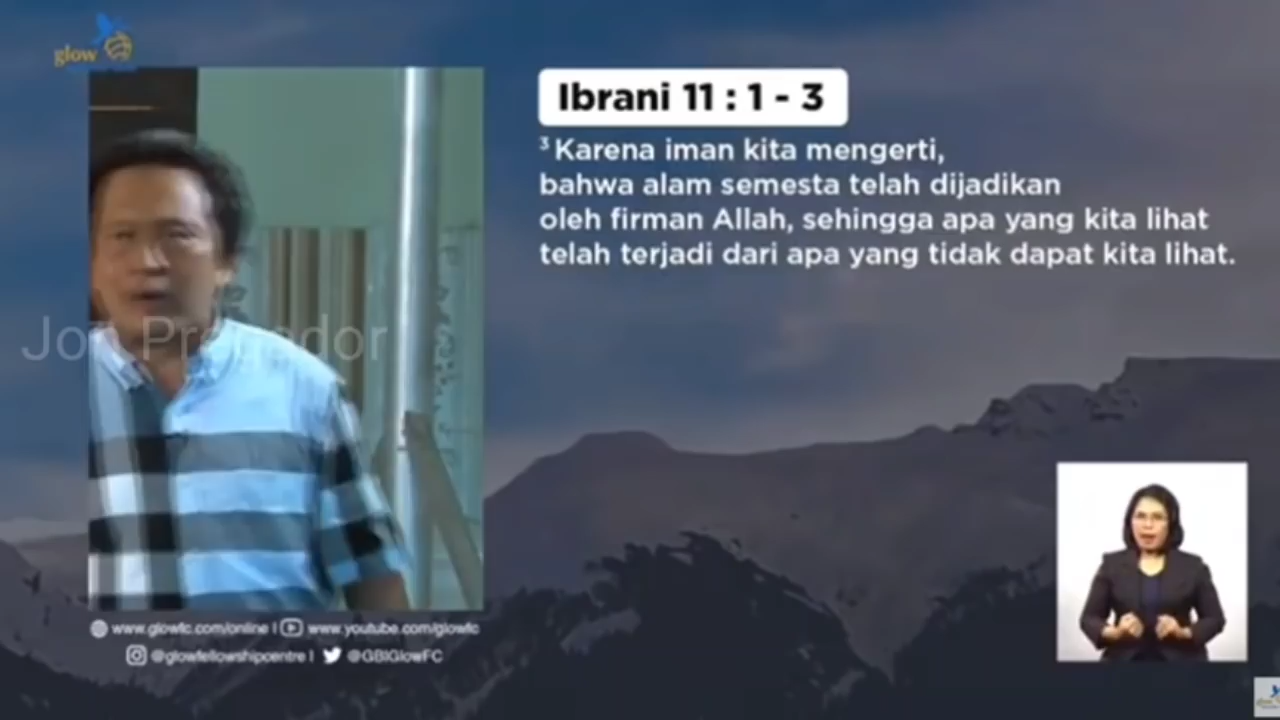 glow
Ibrani 11 : 1 - 3
³ Karena iman kita mengerti,
bahwa alam semesta telah dijadikan
oleh firman Allah, sehingga apa yang kita lihat
telah terjadi dari apa yang tidak dapat kita lihat.
www.glowfc.com/online | www.youtube.com/glowfc
@glowfellowshipcentre | @GBIGlowFC